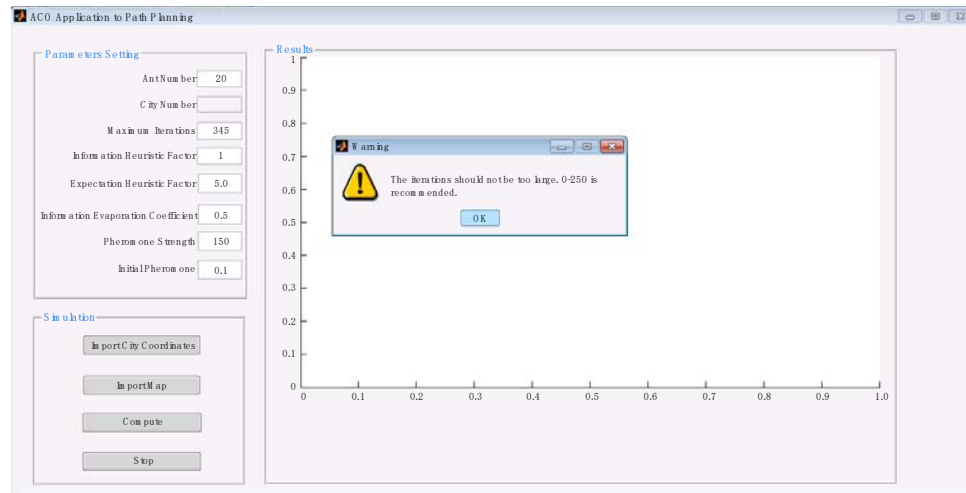 ACO Application to Path Planning
Parameters Setting
Ant Number 20
City Number
Maximum Iterations 345
Information Heuristic Factor 1
Expectation Heuristic Factor 5.0
Information Evaporation Coefficient 0.5
Pheromone Strength 150
Initial Pheromone 0.1
Simulation
Import City Coordinates
Import Map
Compute
Stop
Results
1
0.9
0.8
0.7
0.6
0.5
0.4
0.3
0.2
0.1
0
0 0.1 0.2 0.3 0.4 0.5 0.6 0.7 0.8 0.9 1.0
Warning
The iterations should not be too large. 0-250 is
recommended.
OK